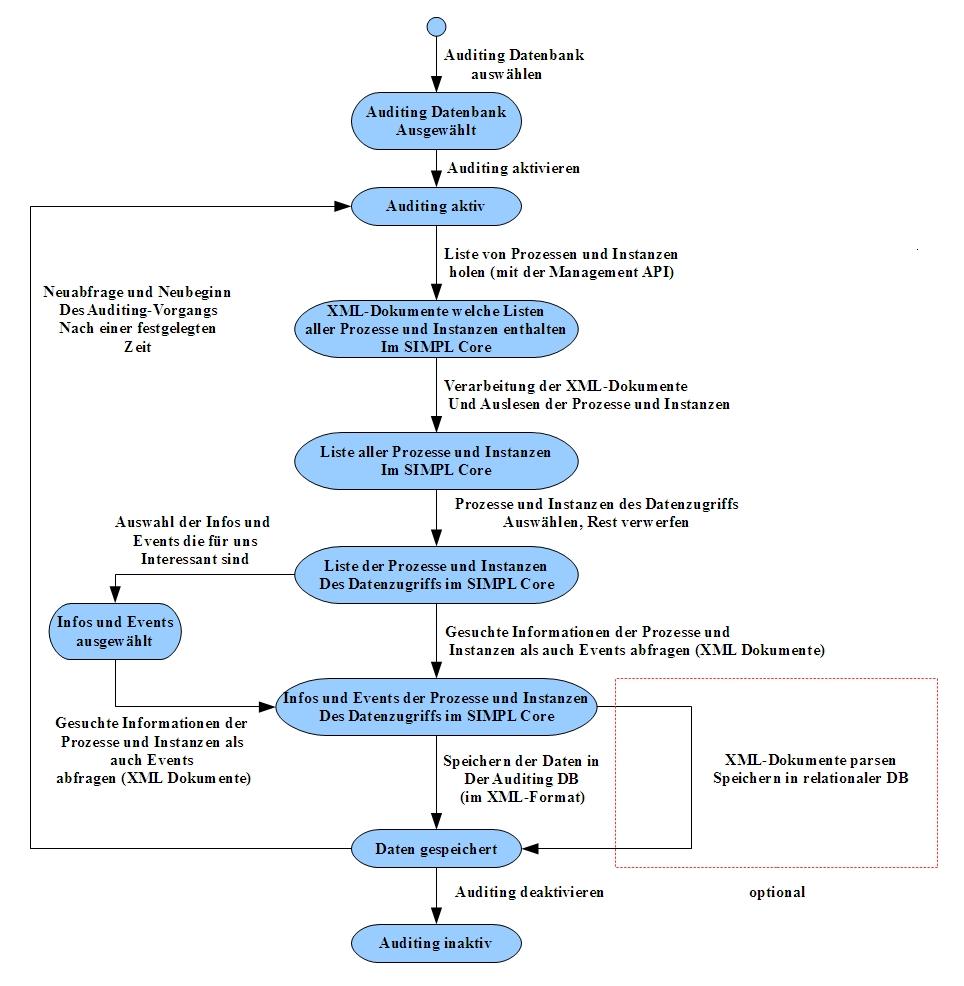 Auditing Datenbank
auswählen
Auditing Datenbank
Ausgewählt
Auditing aktivieren
Auditing aktiv
Liste von Prozessen und Instanzen
holen (mit der Management API)
Neuabfrage und Neubeginn
Des Auditing-Vorgangs
Nach einer festgelegten
Zeit
XML-Dokumente welche Listen
aller Prozesse und Instanzen enthalten
Im SIMPL Core
Verarbeitung der XML-Dokumente
Und Auslesen der Prozesse und Instanzen
Liste aller Prozesse und Instanzen
Im SIMPL Core
Prozesse und Instanzen des Datenzugriffs
Auswählen, Rest verwerfen
Auswahl der Infos und
Events die für uns
Interessant sind
Liste der Prozesse und Instanzen
Des Datenzugriffs im SIMPL Core
Infos und Events
ausgewählt
Gesuchte Informationen der Prozesse und
Instanzen als auch Events abfragen (XML Dokumente)
Infos und Events der Prozesse und Instanzen
Des Datenzugriffs im SIMPL Core
Gesuchte Informationen der
Prozesse und Instanzen als
auch Events
abfragen (XML Dokumente)
Speichern der Daten in
Der Auditing DB
(im XML-Format)
XML-Dokumente parsen
Speichern in relationaler DB
Daten gespeichert
Auditing deaktivieren
optional
Auditing inaktiv